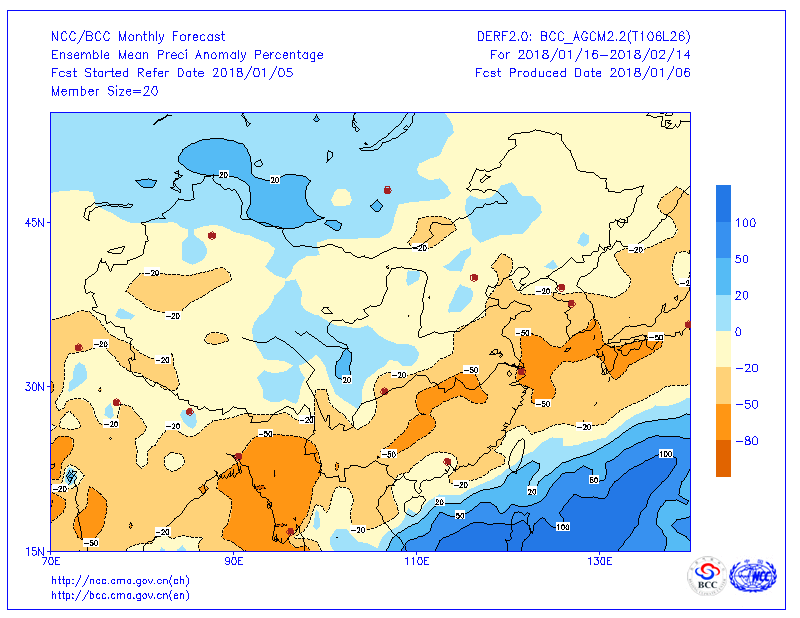 NCC/BCC Monthly Forecast
DERF2.0: BCC_AGCM2.2(T106L26)
Ensemble Mean Preci Anomaly Percentage
For 2018/01/16-2018/02/14
Fcst Started Refer Date 2018/01/05
Fcst Produced Date 2018/01/06
Member Size=20
20
20
45N
-20
-20
-20
-20
-20
-20
-50
-50
-20
-20
20
-20
-50
30N
-50
-20
-20
-20
-20
-50
-50
100
80
-20
-20
20
20
50
100
-20
-20
-50
15N
70E
90E
110E
130E
100
50
20
0
-20
-50
-80
http://ncc.cma.gov.cn(ch)
http://bcc.cma.gov.cn(en)
BCC
NCC